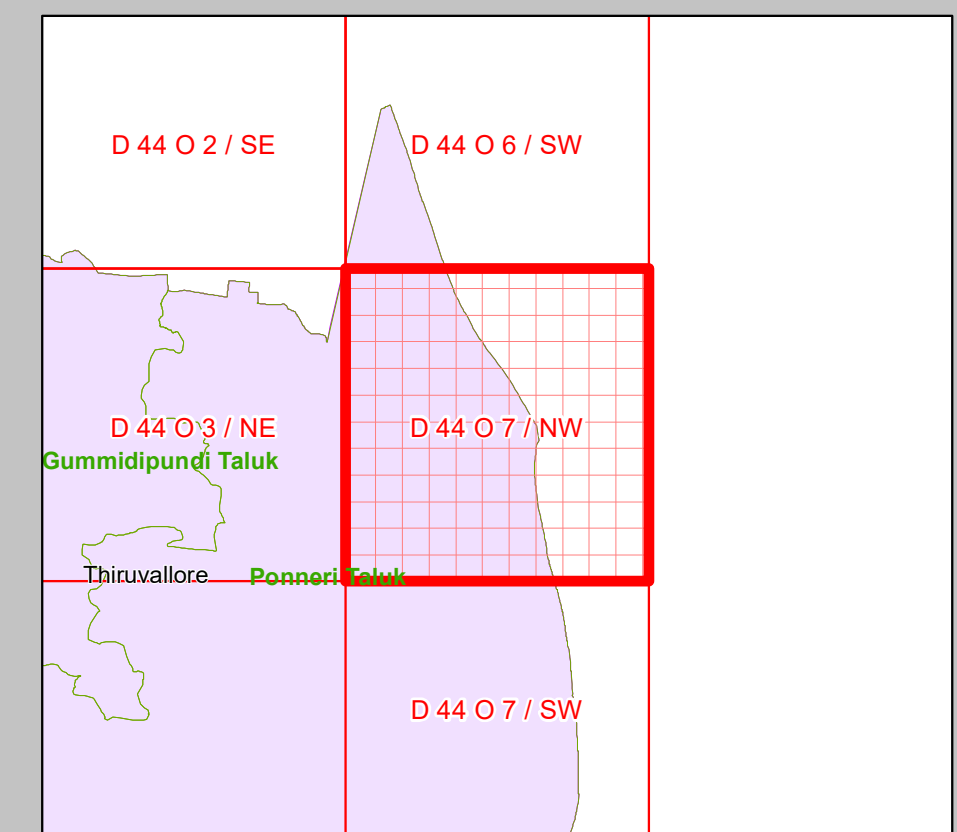 D 44 O 2 / SE
D 44 O 6 / SW
D 44 O 3 / NE
D 44 O 7 / NW
Gummidipundi Taluk
Thiruvallore
Ponneri Taluk
D 44 O 7 / SW